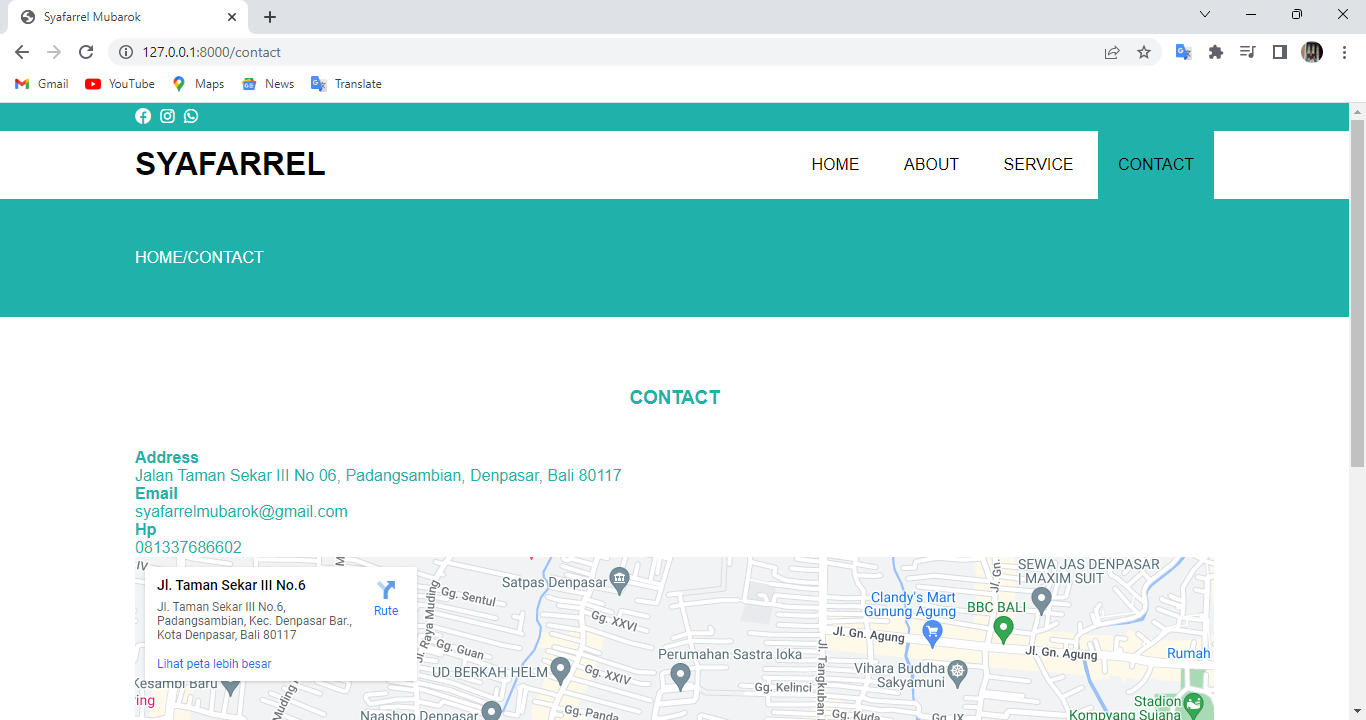 Syafarrel Mubarok
127.0.0.1:8000/contact
Gmail YouTube Maps News Translate
SYAFARREL
HOME ABOUT SERVICE CONTACT
HOME/CONTACT
CONTACT
Address
Jalan Taman Sekar III No 06, Padangsambian, Denpasar, Bali 80117
Email
syafarrelmubarok@gmail.com
Hp
081337686602
Jl. Taman Sekar III No.6
Jl. Taman Sekar III No.6,
Padangsambian, Kec. Denpasar Bar.,
Kota Denpasar, Bali 80117
Rute
Lihat peta lebih besar
Kesambi Baru
ing
Jl. Raya Muding
Satpas Denpasar
Gg. Sentul
Gg. XXVI
Gg. Guan
UD BERKAH HELM
Gg. XXIV
Perumahan Sastra loka
Gg. Kelinci
Gg. Panda
Naashop Denpasar
Jl. Tangkuban
SEWA JAS DENPASAR
| MAXIM SUIT
Jl. Gn.
Clandy's Mart
Gunung Agung
BBC BALI
Jl. Gn. Agung
Jl. Gn. Agung
Rumah
Vihara Buddha
Sakyamuni
Gg. Kuda
Gg. IX
Stadion
Kompyang Sujana